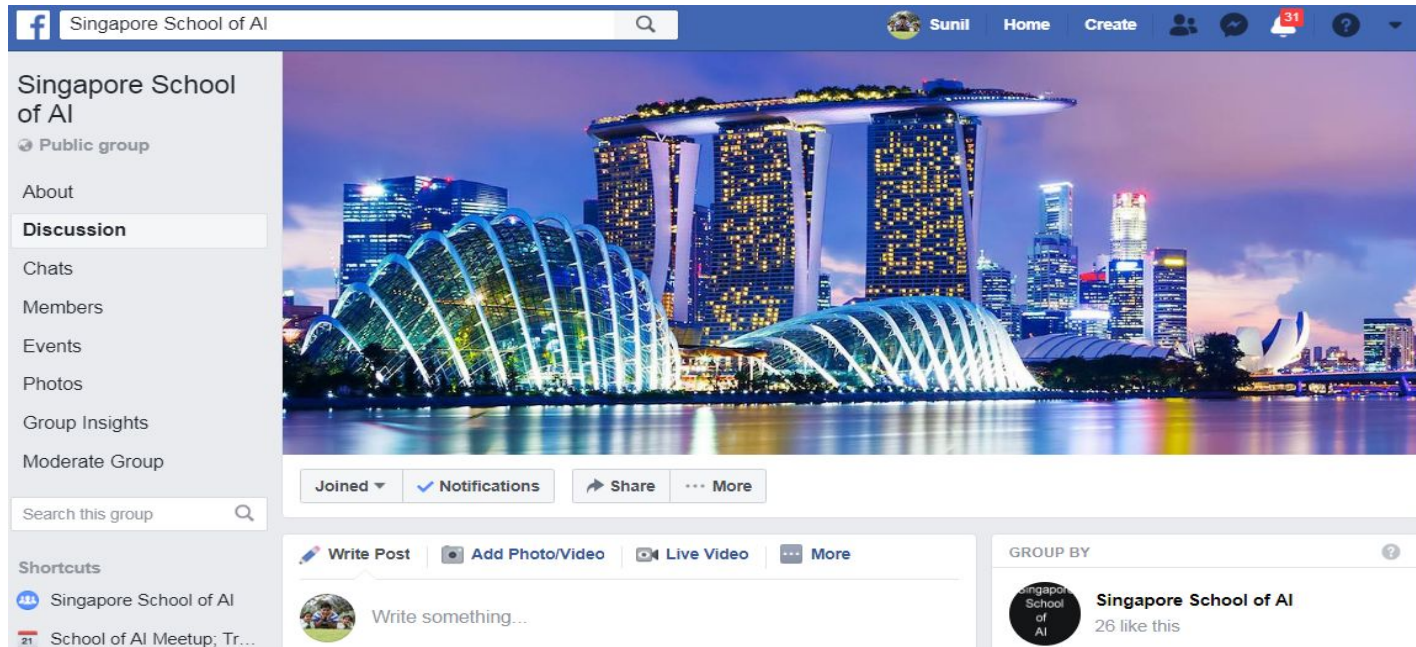 f Singapore School of AI
Sunil Home Create 31
Singapore School
of AI
Public group
About
Discussion
Chats
Members
Events
Photos
Group Insights
Moderate Group
Search this group
Shortcuts
Singapore School of AI
21 School of AI Meetup; Tr...
Joined Notifications Share ... More
Write Post Add Photo/Video Live Video More
Write something...
GROUP BY
Singapore
School
of
AI
Singapore School of AI
26 like this